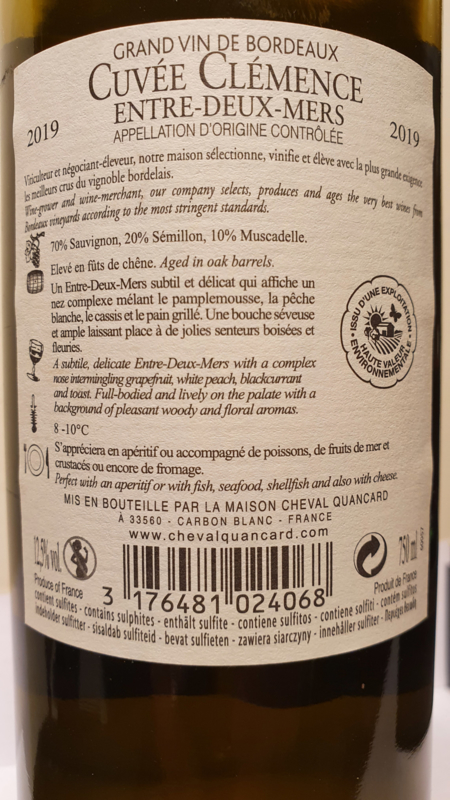 GRAND VIN DE BORDEAUX
CUVÉE CLÉMENCE
ENTRE-DEUX-MERS
APPELLATION D'ORIGINE CONTRÔLÉE
2019
2019
Viniculteur et négociant-éleveur, notre maison sélectionne, vinifie et élève avec la plus grande exigence
les meilleurs crus du vignoble bordelais.
Wine-grower and wine-merchant, our company selects, produces and ages the very best wines from
Bordeaux vineyards according to the most stringent standards.
70% Sauvignon, 20% Sémillon, 10% Muscadelle.
Elevé en fûts de chêne. Aged in oak barrels.
Un Entre-Deux-Mers subtil et délicat qui affiche un
nez complexe mêlant le pamplemousse, la pêche
blanche, le cassis et le pain grillé. Une bouche séveuse
et ample laissant place à de jolies senteurs boisées et
fleuries.
A subtile, delicate Entre-Deux-Mers with a complex
nose intermingling grapefruit, white peach, blackcurrant
and toast. Full-bodied and lively on the palate with a
background of pleasant woody and floral aromas.
ISSU D'UNE EXPLOITATION
HAUTE VALEUR
ENVIRONNEMENTALE
8 -10°C
S'appréciera en apéritif ou accompagné de poissons, de fruits de mer et
crustacés ou encore de fromage.
Perfect with an aperitif or with fish, seafood, shellfish and also with cheese.
MIS EN BOUTEILLE PAR LA MAISON CHEVAL QUANCARD
À 33560 - CARBON BLANC - FRANCE
www.chevalquancard.com
12,5% vol.
750 ml
Produce of France
Produit de France
3 176481 024068
contient sulfites - contains sulphites - enthält sulfite - contiene sulfitos - contiene solfiti - contém sulfitos
indeholder sulfitter - sisaldab sulfiteid - bevat sulfieten - zawiera siarczyny - innehåller sulfiter -